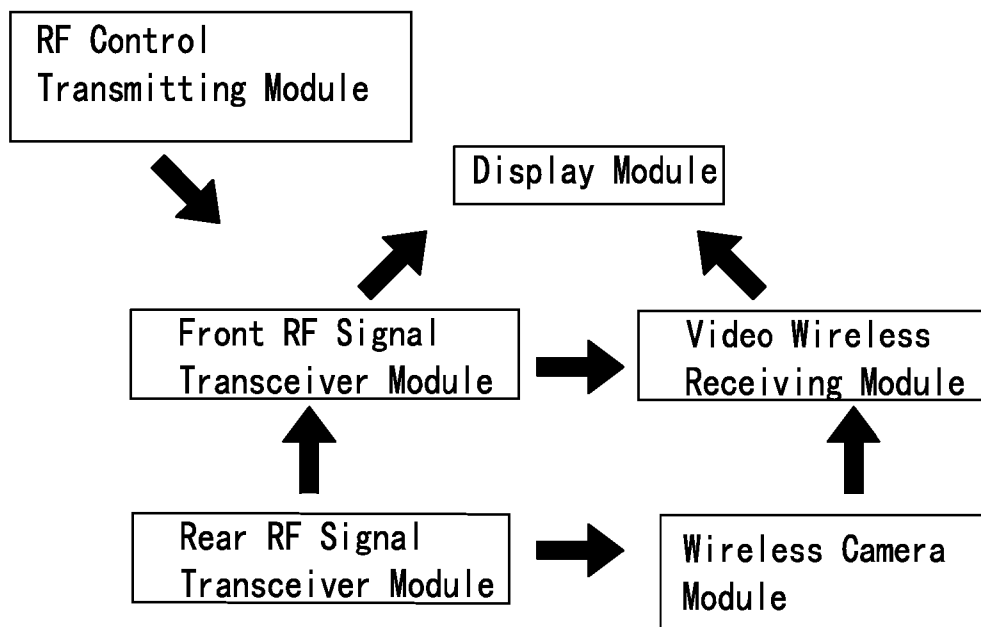 RF Control
Transmitting Module
Display Module
Front RF Signal
Transceiver Module
Video Wireless
Receiving Module
Rear RF Signal
Transceiver Module
Wireless Camera
Module